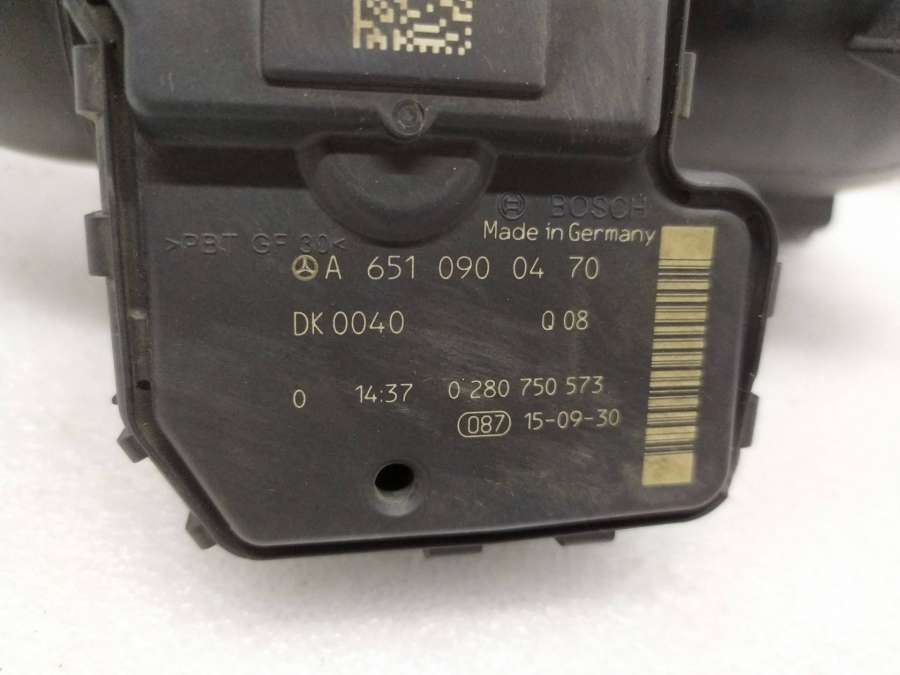 BOSCH
Made in Germany
>PBT GF 30<
A 651 090 04 70
DK 0040 Q 08
0 14:37 0 280 750 573
087 15-09-30